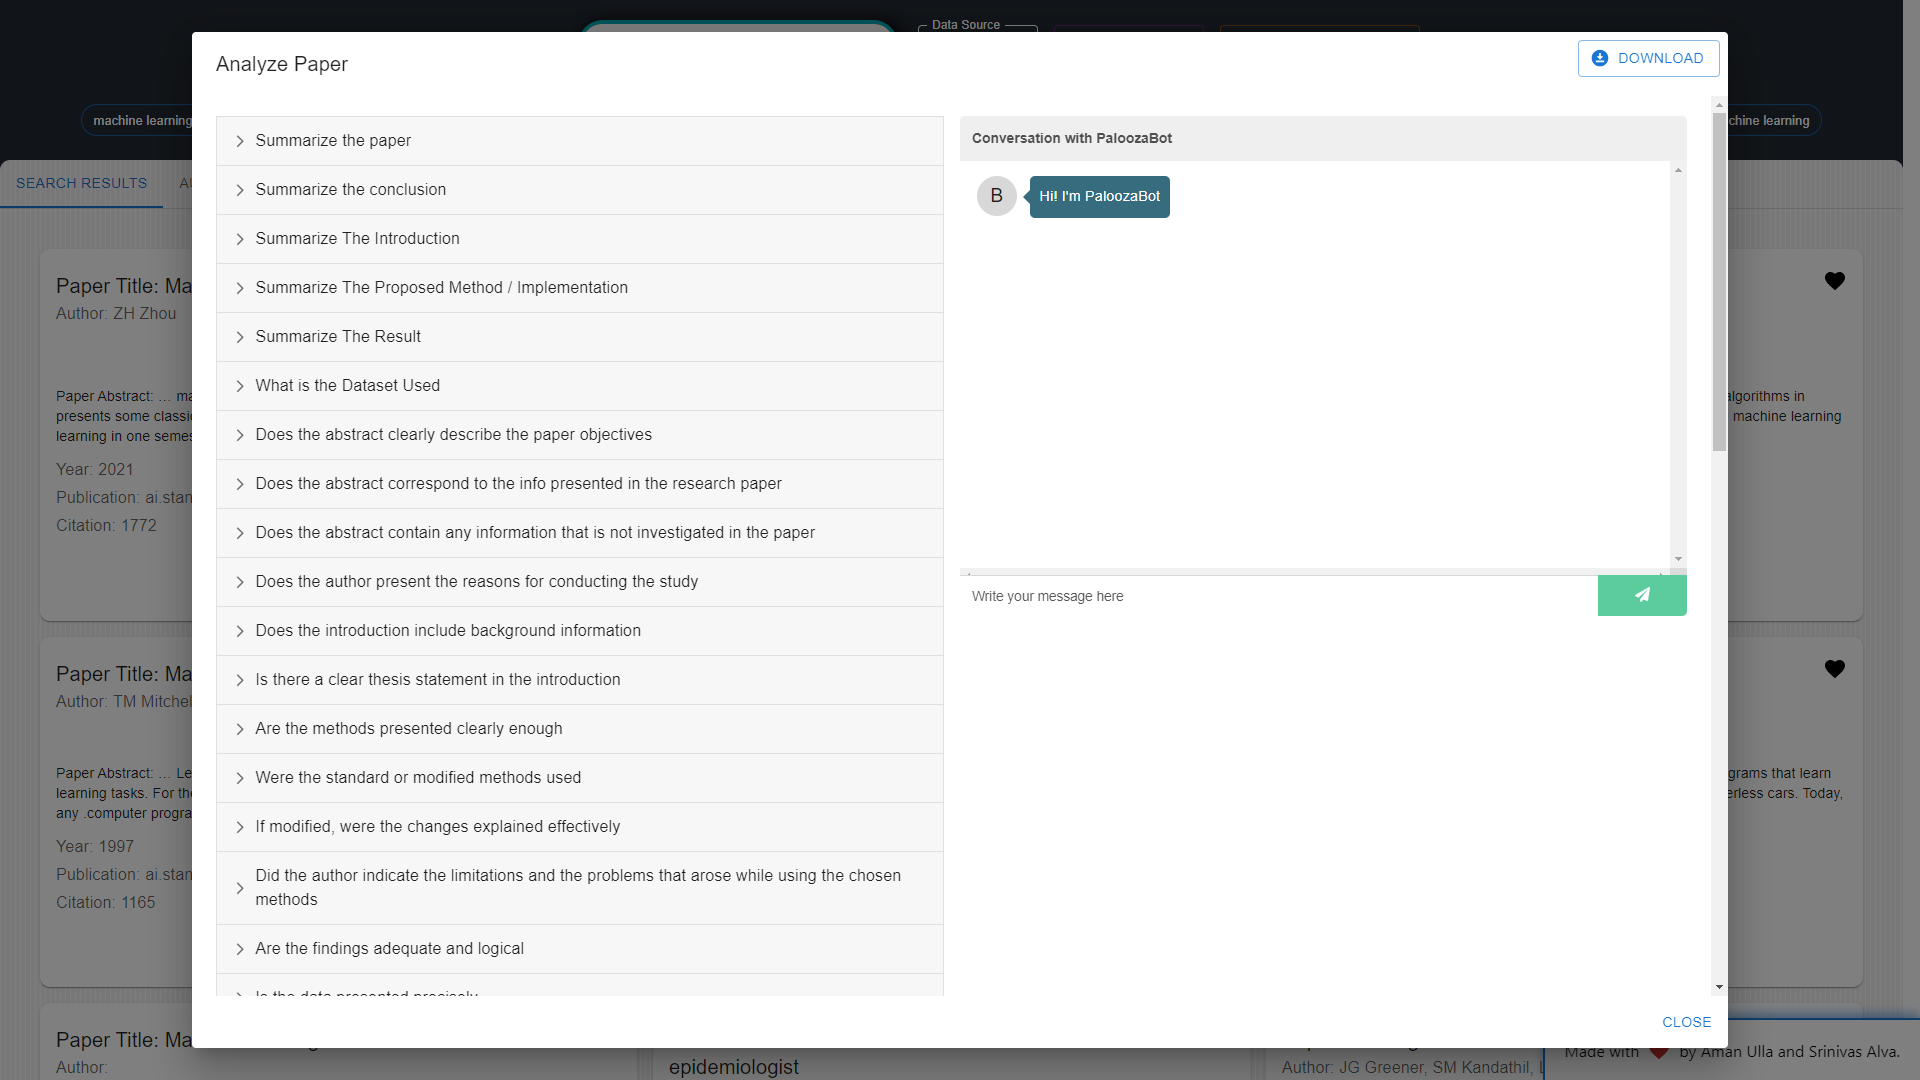 Data Source
Analyze Paper
DOWNLOAD
machine learning
chine learning
SEARCH RESULTS
Summarize the paper
Summarize the conclusion
Summarize The Introduction
Summarize The Proposed Method / Implementation
Summarize The Result
What is the Dataset Used
Does the abstract clearly describe the paper objectives
Does the abstract correspond to the info presented in the research paper
Does the abstract contain any information that is not investigated in the paper
Does the author present the reasons for conducting the study
Does the introduction include background information
Is there a clear thesis statement in the introduction
Are the methods presented clearly enough
Were the standard or modified methods used
If modified, were the changes explained effectively
Did the author indicate the limitations and the problems that arose while using the chosen
methods
Are the findings adequate and logical
Is the data presented precisely
Conversation with PaloozaBot
B
Hi! I'm PaloozaBot
Write your message here
CLOSE
Paper Title: Ma
Author: ZH Zhou
Paper Abstract: ... ma
presents some classi
learning in one semes
Year: 2021
Publication: ai.stan
Citation: 1772
algorithms in
machine learning
Paper Title: Ma
Author: TM Mitchel
Paper Abstract: ... Le
learning tasks. For the
any .computer progra
Year: 1997
Publication: ai.stan
Citation: 1165
grams that learn
erless cars. Today,
Paper Title: Ma
Author:
epidemiologist
Author: JG Greener, SM Kandathil, L
Made with by Aman Ulla and Srinivas Alva.